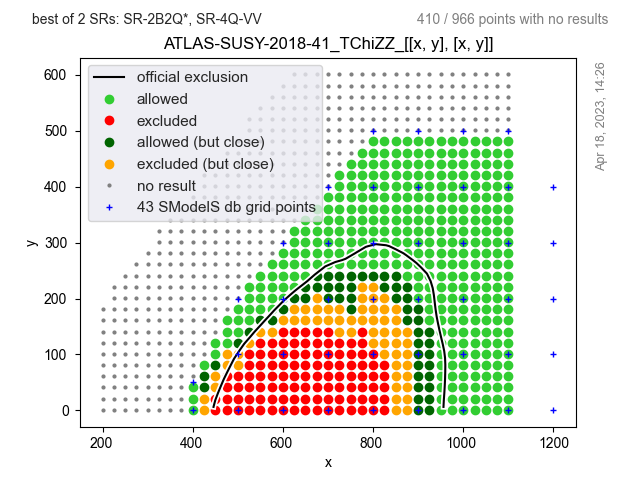 best of 2 SRs: SR-2B2Q*, SR-4Q-VV
410 / 966 points with no results
ATLAS-SUSY-2018-41_TChiZZ_[[x, y], [x, y]]
official exclusion
allowed
excluded
allowed (but close)
excluded (but close)
no result
43 SModelS db grid points
600
500
400
300
200
100
0
y
200
400
600
800
1000
1200
x
Apr 18, 2023, 14:26